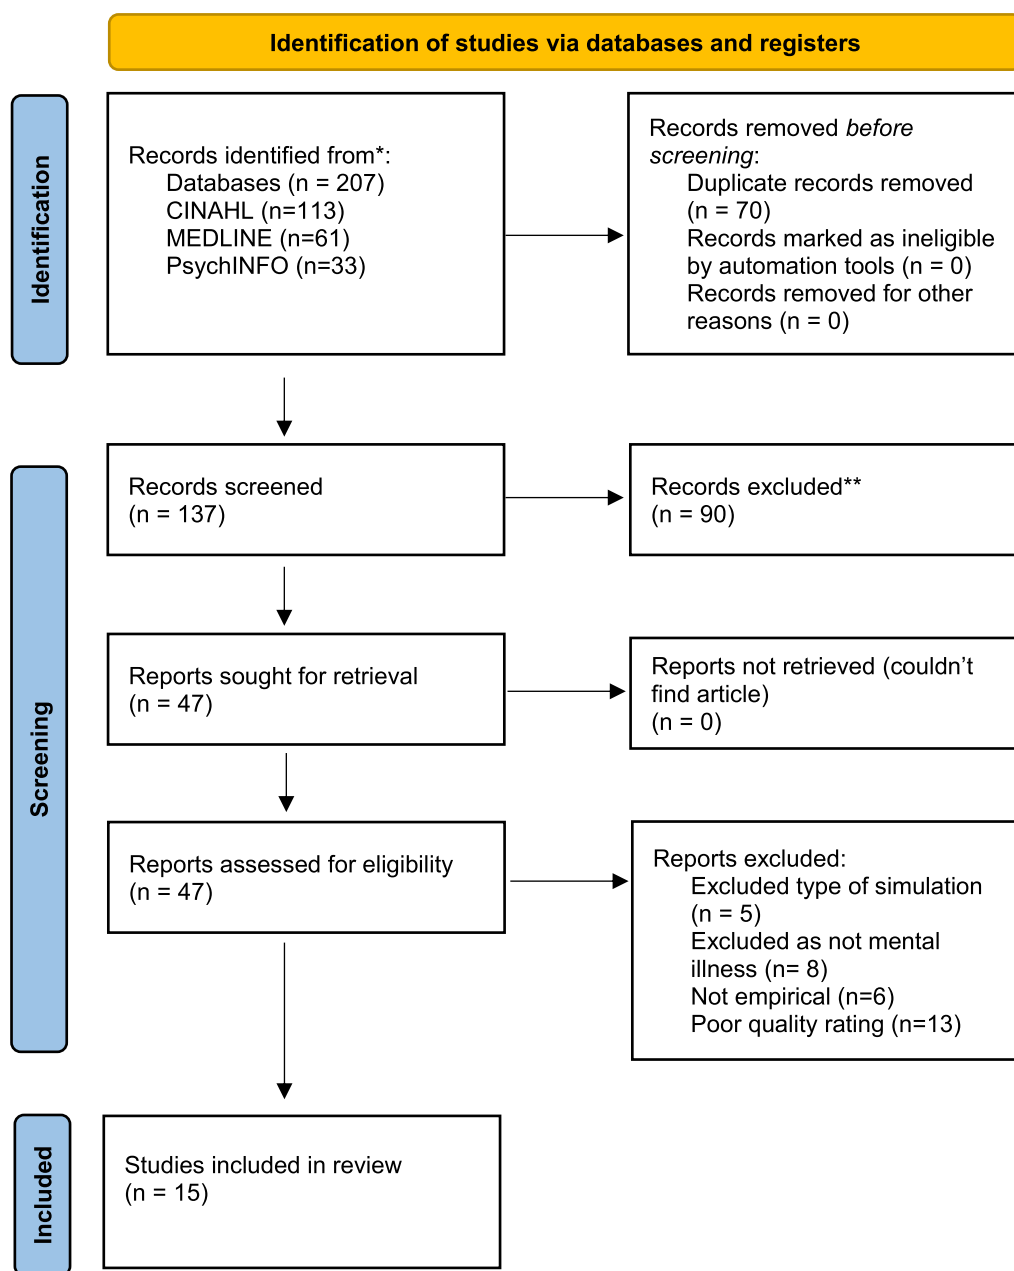 Identification of studies via databases and registers
Identification
Records identified from*:
Databases (n = 207)
CINAHL (n=113)
MEDLINE (n=61)
PsychINFO (n=33)
Records removed before
screening:
Duplicate records removed
(n = 70)
Records marked as ineligible
by automation tools (n = 0)
Records removed for other
reasons (n = 0)
Screening
Records screened
(n = 137)
Records excluded**
(n = 90)
Reports sought for retrieval
(n = 47)
Reports not retrieved (couldn’t
find article)
(n = 0)
Reports assessed for eligibility
(n = 47)
Reports excluded:
Excluded type of simulation
(n = 5)
Excluded as not mental
illness (n= 8)
Not empirical (n=6)
Poor quality rating (n=13)
Included
Studies included in review
(n = 15)